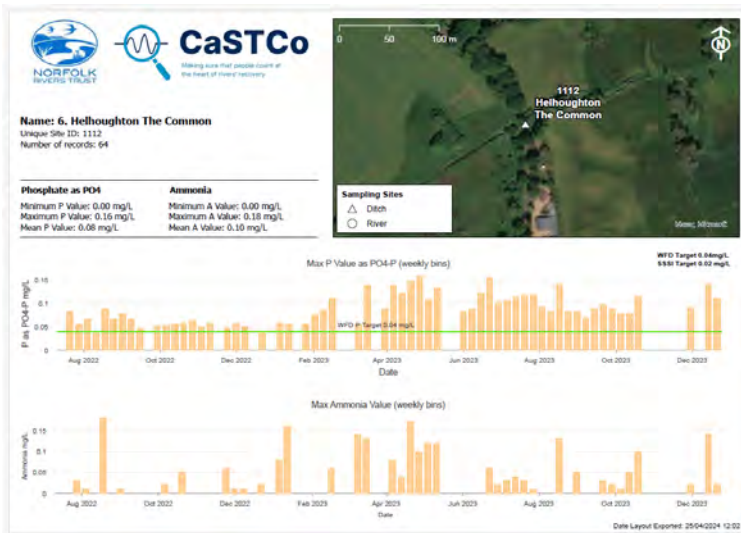 NORFOLK
RIVERS TRUST
CaSTCo
Making sure that people count at
the heart of rivers' recovery
Name: 6. Helhoughton The Common
Unique Site ID: 1112
Number of records: 64
Phosphate as PO4
Minimum P Value: 0.00 mg/L
Maximum P Value: 0.16 mg/L
Mean P Value: 0.08 mg/L
Ammonia
Minimum A Value: 0.00 mg/L
Maximum A Value: 0.18 mg/L
Mean A Value: 0.10 mg/L
0 50 100 m
N
1112
Helhoughton
The Common
Sampling Sites
Ditch
River
Microsoft
WFD Target 0.04mg/L
SSSI Target 0.02 mg/L
Max P Value as PO4-P (weekly bins)
P as PO4-P mg/L
0.15
0.1
0.05
0
WFD P Target 0.04 mg/L
Aug 2022 Oct 2022 Dec 2022 Feb 2023 Apr 2023 Jun 2023 Aug 2023 Oct 2023 Dec 2023
Date
Max Ammonia Value (weekly bins)
Ammonia mg/L
0.15
0.1
0.05
0
Aug 2022 Oct 2022 Dec 2022 Feb 2023 Apr 2023 Jun 2023 Aug 2023 Oct 2023 Dec 2023
Date
Date Layout Exported: 25/04/2024 12:02